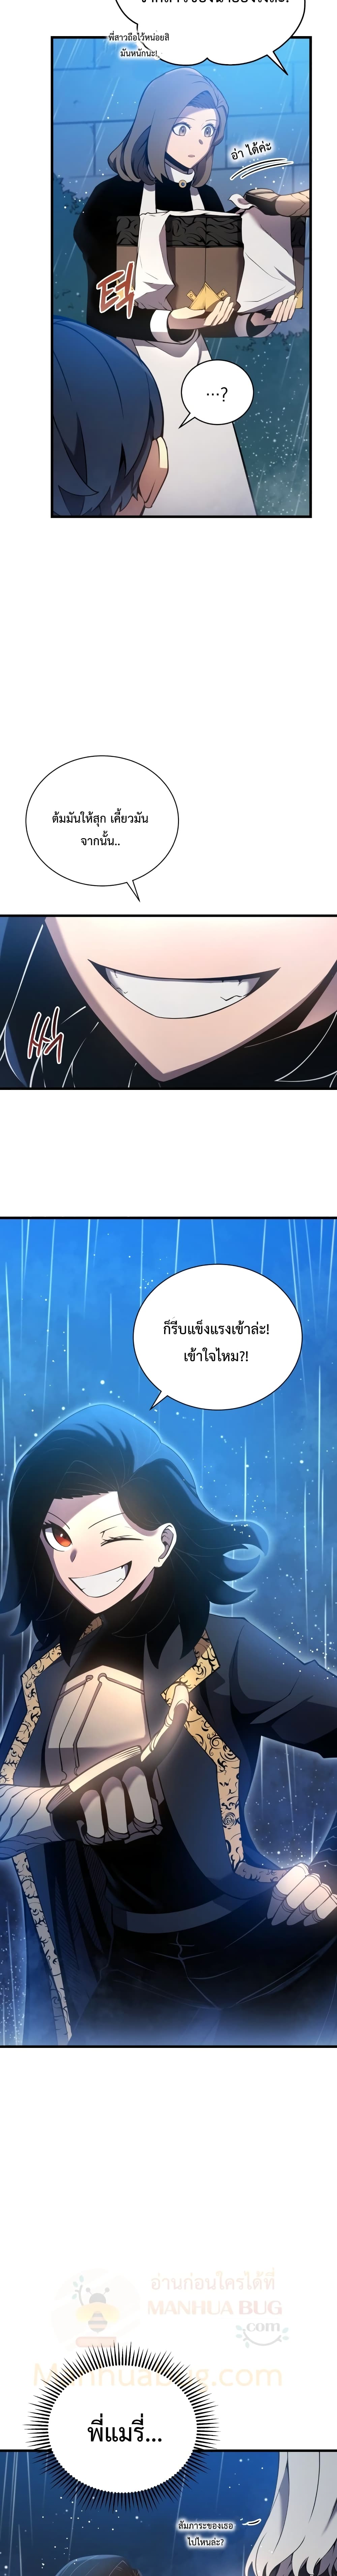 พี่สาวถือไว้หน่อยสิ
มันหนักนะ!
อ่า ได้ค่ะ
턱
...?
ต้มมันให้สุก เคี้ยวมัน
จากนั้น..
ก็รีบแข็งแรงเข้าล่ะ!
เข้าใจไหม?!
อ่านก่อนใครได้ที่
MANHUA BUG
.com
ManhuaBug.com
พี่แมรี่...
สัมภาระของเธอ
ไปไหนล่ะ?